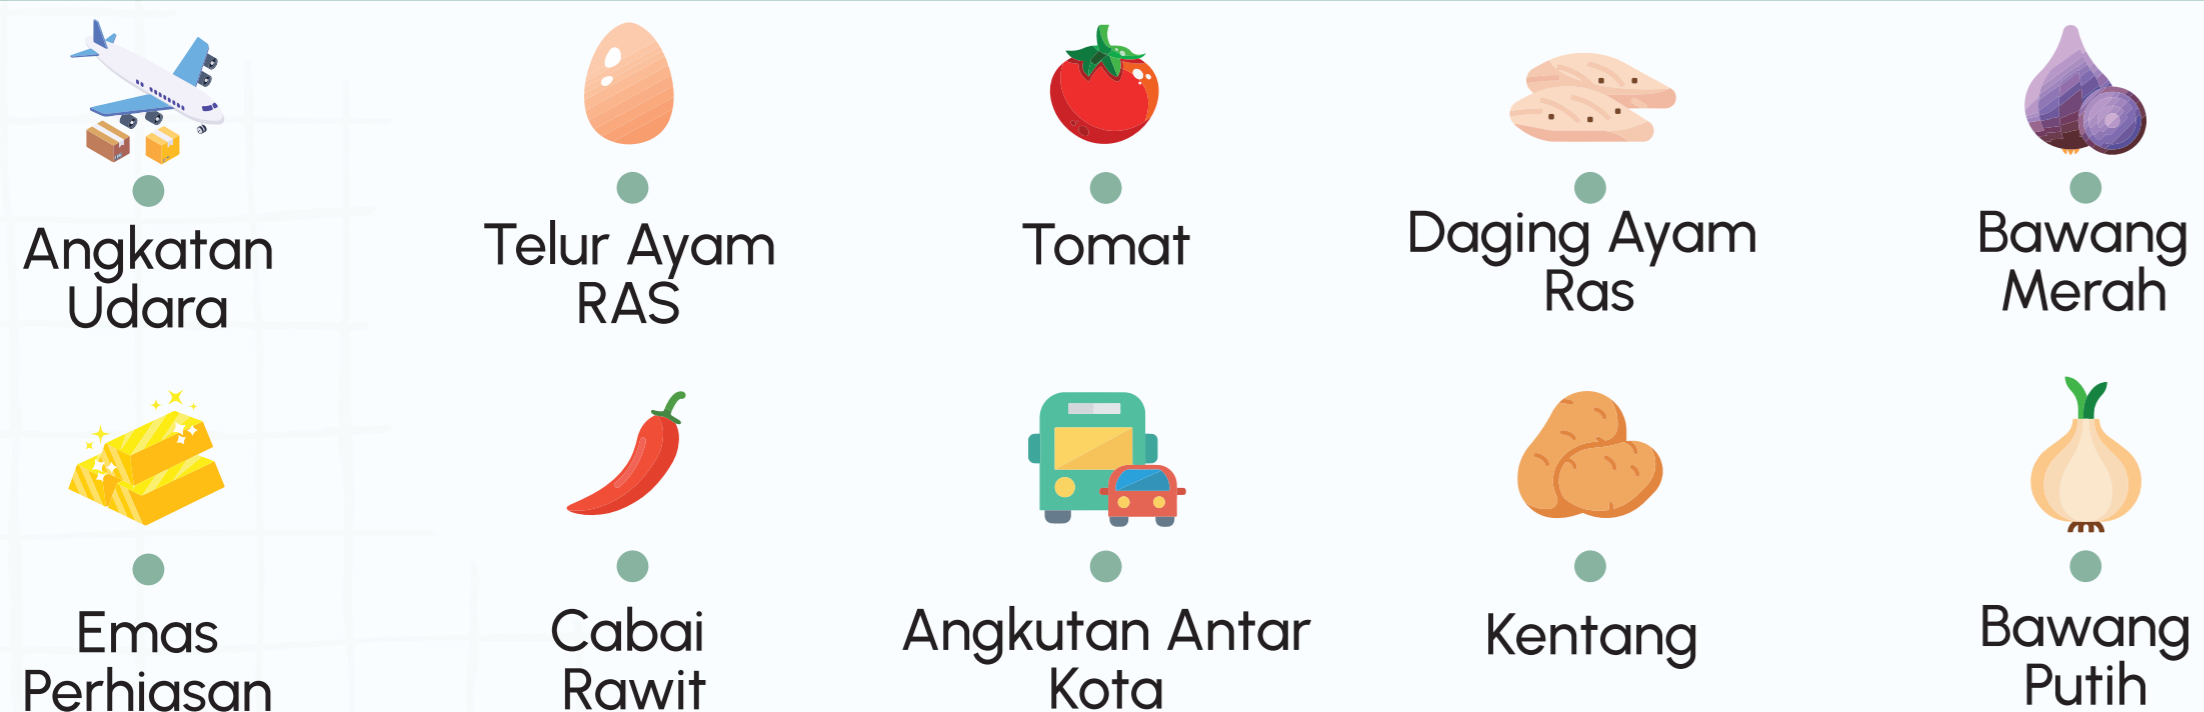 Angkatan
Udara
Telur Ayam
RAS
Tomat
Daging Ayam
Ras
Bawang
Merah
Emas
Perhiasan
Cabai
Rawit
Angkutan Antar
Kota
Kentang
Bawang
Putih